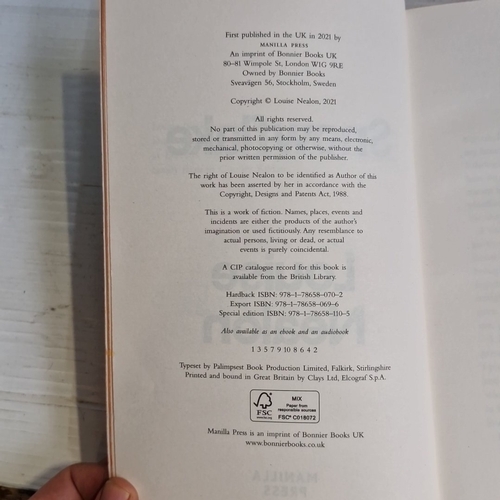 First published in the UK in 2021 by
MANILLA PRESS
An imprint of Bonnier Books UK
80–81 Wimpole St, London W1G 9RE
Owned by Bonnier Books
Sveavägen 56, Stockholm, Sweden
Copyright © Louise Nealon, 2021
All rights reserved.
No part of this publication may be reproduced,
stored or transmitted in any form by any means, electronic,
mechanical, photocopying or otherwise, without the
prior written permission of the publisher.
The right of Louise Nealon to be identified as Author of this
work has been asserted by her in accordance with the
Copyright, Designs and Patents Act, 1988.
This is a work of fiction. Names, places, events and
incidents are either the products of the author's
imagination or used fictitiously. Any resemblance to
actual persons, living or dead, or actual
events is purely coincidental.
A CIP catalogue record for this book is
available from the British Library.
Hardback ISBN: 978–1–78658–070–2
Export ISBN: 978–1–78658–069–6
Special edition ISBN: 978–1–78658–110–5
Also available as an ebook and an audiobook
1 3 5 7 9 10 8 6 4 2
Typeset by Palimpsest Book Production Limited, Falkirk, Stirlingshire
Printed and bound in Great Britain by Clays Ltd, Elcograf S.p.A.
FSC
MIX
Paper from
responsible sources
FSC® C018072
Manilla Press is an imprint of Bonnier Books UK
www.bonnierbooks.co.uk